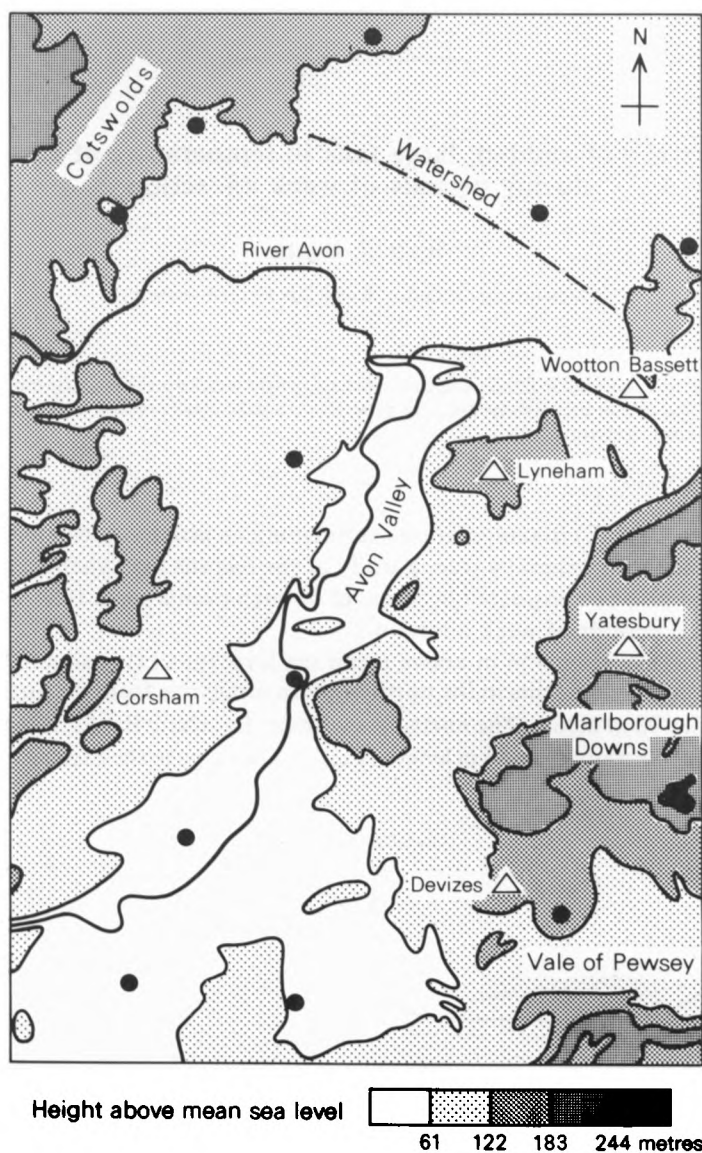 N
Cotswolds
Watershed
River Avon
Wootton Bassett
Lyneham
Avon Valley
Yatesbury
Corsham
Marlborough
Downs
Devizes
Vale of Pewsey
Height above mean sea level
61 122 183 244 metres